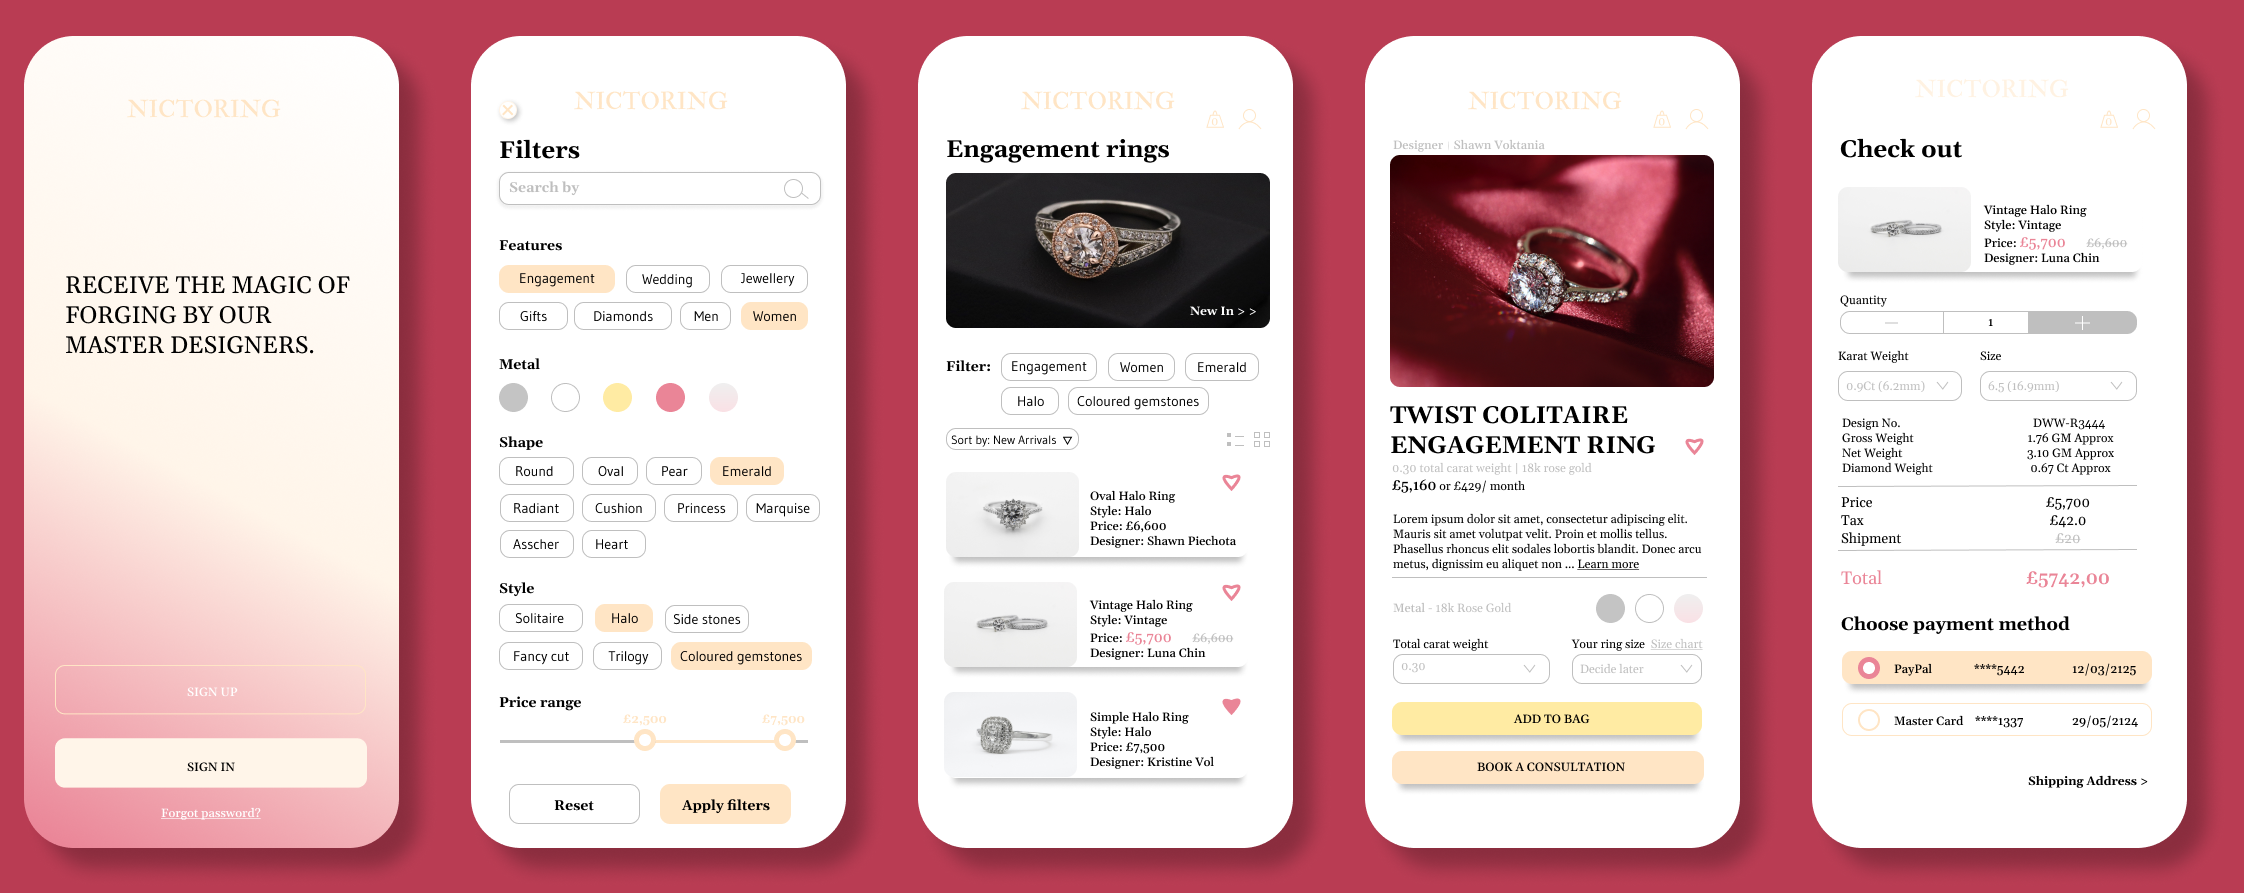 NICTORING
RECEIVE THE MAGIC OF
FORGING BY OUR
MASTER DESIGNERS.
SIGN UP
SIGN IN
Forgot password?
NICTORING
Filters
Search by
Features
Engagement Wedding Jewellery
Gifts Diamonds Men Women
Metal
Shape
Round Oval Pear Emerald
Radiant Cushion Princess Marquise
Asscher Heart
Style
Solitaire Halo Side stones
Fancy cut Trilogy Coloured gemstones
Price range
£2,500 £7,500
Reset Apply filters
NICTORING
0
Engagement rings
New In > >
Filter: Engagement Women Emerald
Halo Coloured gemstones
Sort by: New Arrivals
Oval Halo Ring
Style: Halo
Price: £6,600
Designer: Shawn Piechota
Vintage Halo Ring
Style: Vintage
Price: £5,700 £6,600
Designer: Luna Chin
Simple Halo Ring
Style: Halo
Price: £7,500
Designer: Kristine Vol
NICTORING
0
Designer | Shawn Voktania
TWIST COLITAIRE
ENGAGEMENT RING
0.30 total carat weight | 18k rose gold
£5,160 or £429/ month
Lorem ipsum dolor sit amet, consectetur adipiscing elit.
Mauris sit amet volutpat velit. Proin et mollis tellus.
Phasellus rhoncus elit sodales lobortis blandit. Donec arcu
metus, dignissim eu aliquet non ... Learn more
Metal - 18k Rose Gold
Total carat weight Your ring size Size chart
0.30 Decide later
ADD TO BAG
BOOK A CONSULTATION
NICTORING
0
Check out
Vintage Halo Ring
Style: Vintage
Price: £5,700 £6,600
Designer: Luna Chin
Quantity
1
Karat Weight Size
0.9Ct (6.2mm) 6.5 (16.9mm)
Design No. DWW-R3444
Gross Weight 1.76 GM Approx
Net Weight 3.10 GM Approx
Diamond Weight 0.67 Ct Approx
Price £5,700
Tax £42.0
Shipment £20
Total £5742,00
Choose payment method
PayPal ****5442 12/03/2125
Master Card ****1337 29/05/2124
Shipping Address >